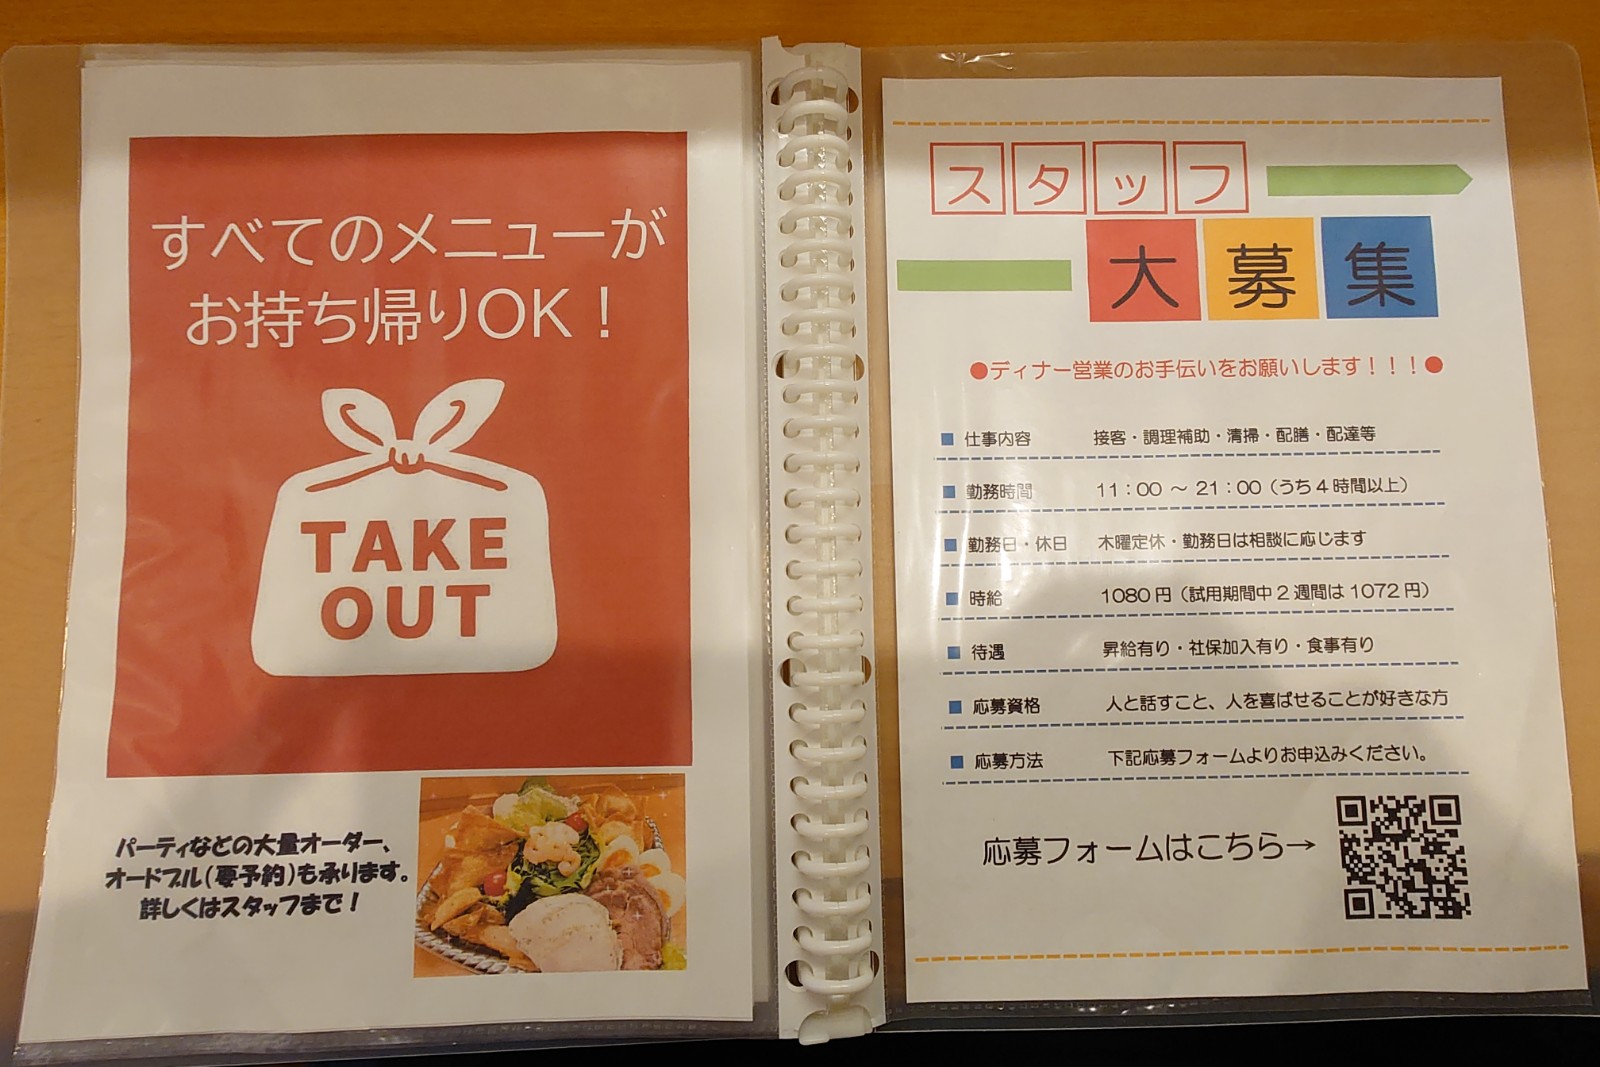 すべてのメニューが
お持ち帰りOK！
TAKE
OUT
パーティなどの大量オーダー、
オードブル(要予約)も承ります。
詳しくはスタッフまで！
スタッフ
大募集
●ディナー営業のお手伝いをお願いします！！！●
■ 仕事内容 接客・調理補助・清掃・配膳・配達等
■ 勤務時間 11：00 ～ 21：00（うち４時間以上）
■ 勤務日・休日 木曜定休・勤務日は相談に応じます
■ 時給 1080円（試用期間中２週間は1072円）
■ 待遇 昇給有り・社保加入有り・食事有り
■ 応募資格 人と話すこと、人を喜ばせることが好きな方
■ 応募方法 下記応募フォームよりお申込みください。
応募フォームはこちら→